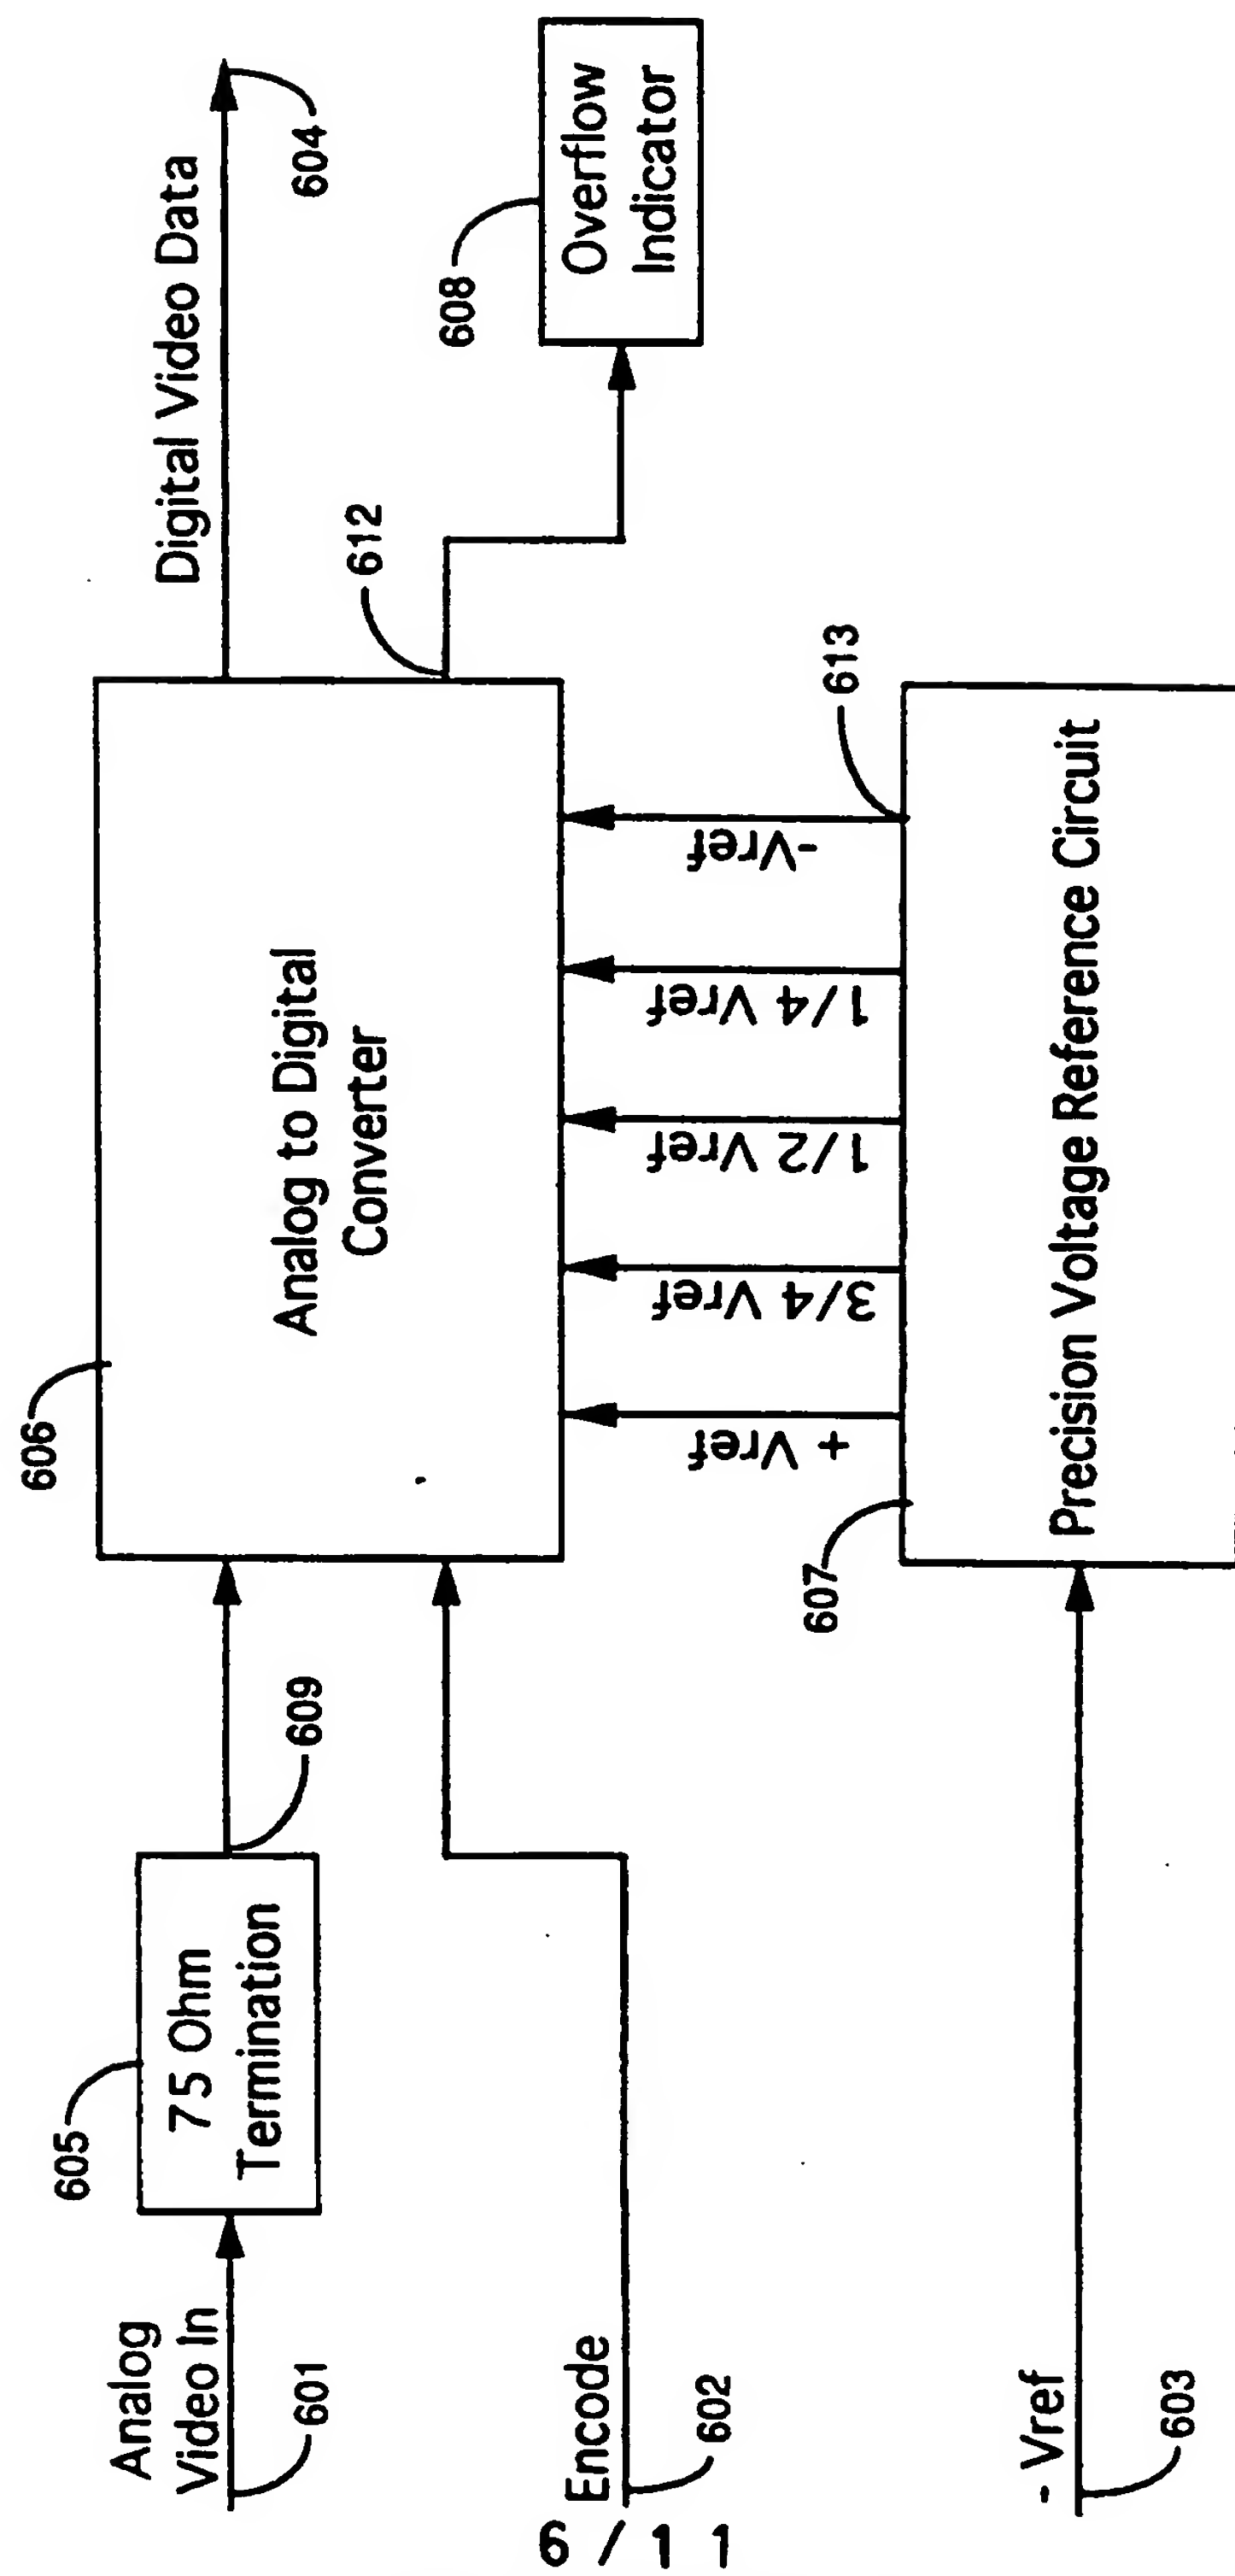 Analog
Video In
601
605
75 Ohm
Termination
609
Encode
602
606
Analog to Digital
Converter
Digital Video Data
604
612
608
Overflow
Indicator
+ Vref
3/4 Vref
1/2 Vref
1/4 Vref
-Vref
613
607
Precision Voltage Reference Circuit
- Vref
603
6/11